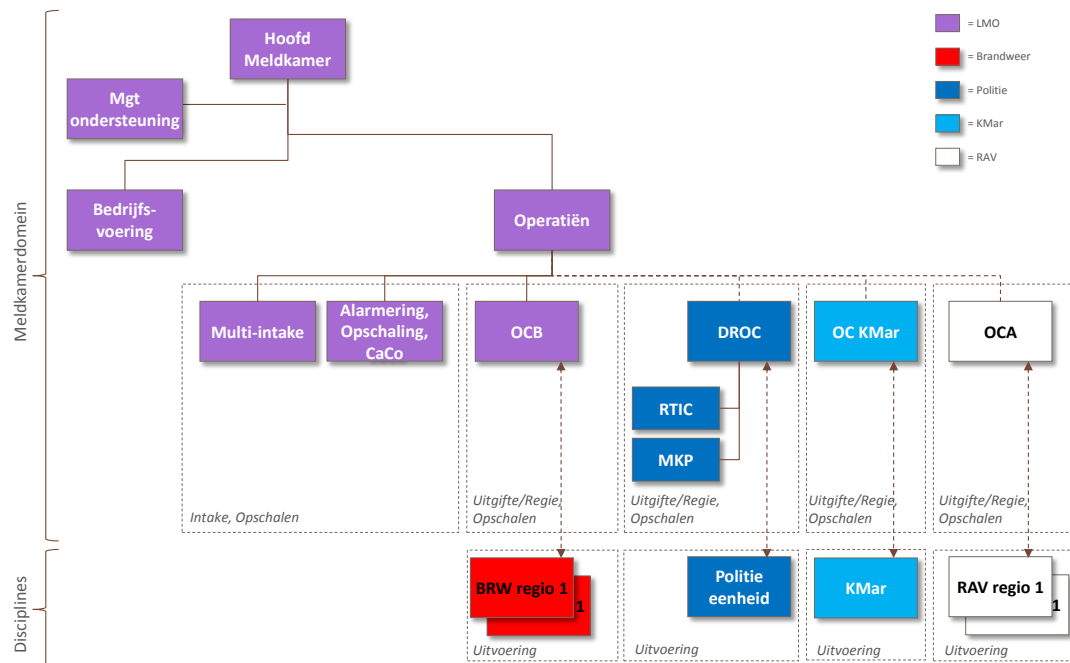 Hoofd
Meldkamer
= LMO
= Brandweer
= Politie
= KMar
= RAV
Mgt
ondersteuning
Bedrijfs-
voering
Operatiën
Meldkamerdomein
Multi-intake
Alarmering,
Opschaling,
CaCo
OCB
DROC
OC KMar
OCA
RTIC
MKP
Intake, Opschalen
Uitgifte/Regie,
Opschalen
Uitgifte/Regie,
Opschalen
Uitgifte/Regie,
Opschalen
Uitgifte/Regie,
Opschalen
Disciplines
BRW regio 1
1
Politie
eenheid
KMar
RAV regio 1
1
Uitvoering
Uitvoering
Uitvoering
Uitvoering